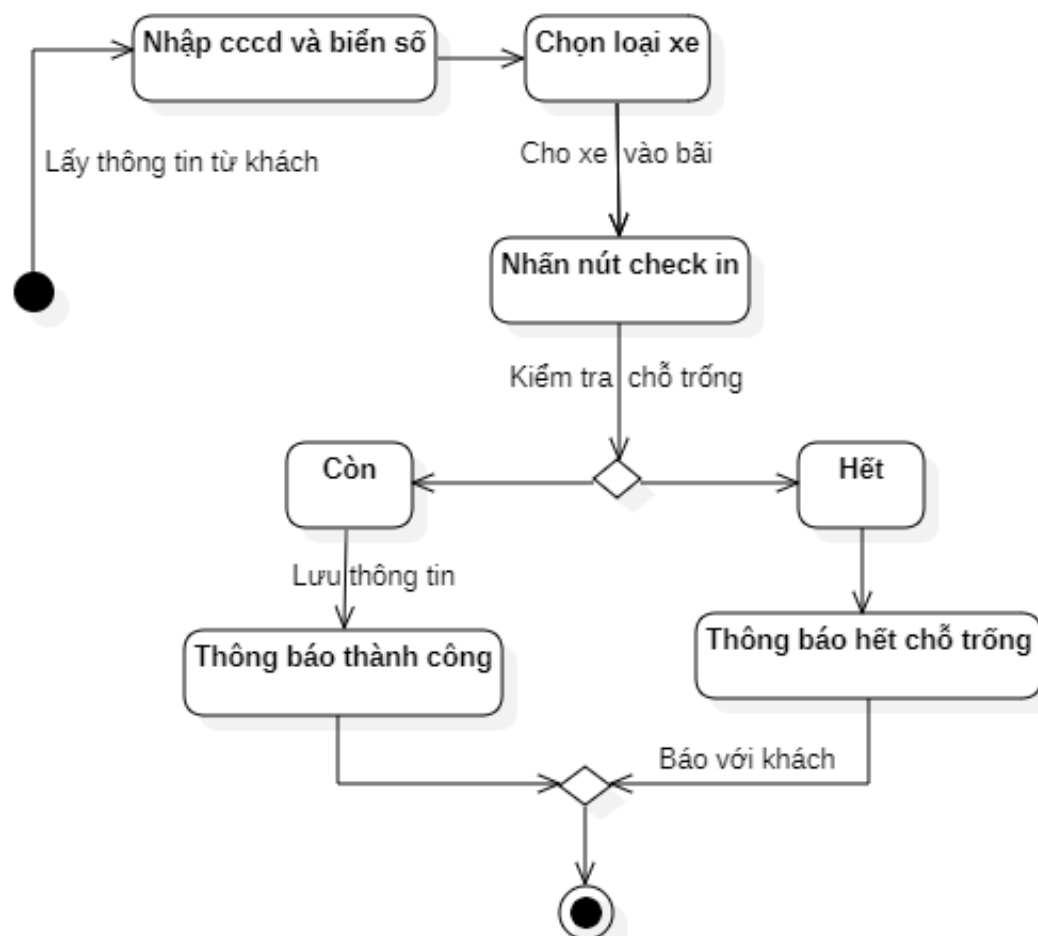 Nhập cccd và biển số
Chọn loại xe
Lấy thông tin từ khách
Cho xe vào bãi
Nhấn nút check in
Kiểm tra chỗ trống
Còn
Hết
Lưu thông tin
Thông báo thành công
Thông báo hết chỗ trống
Báo với khách